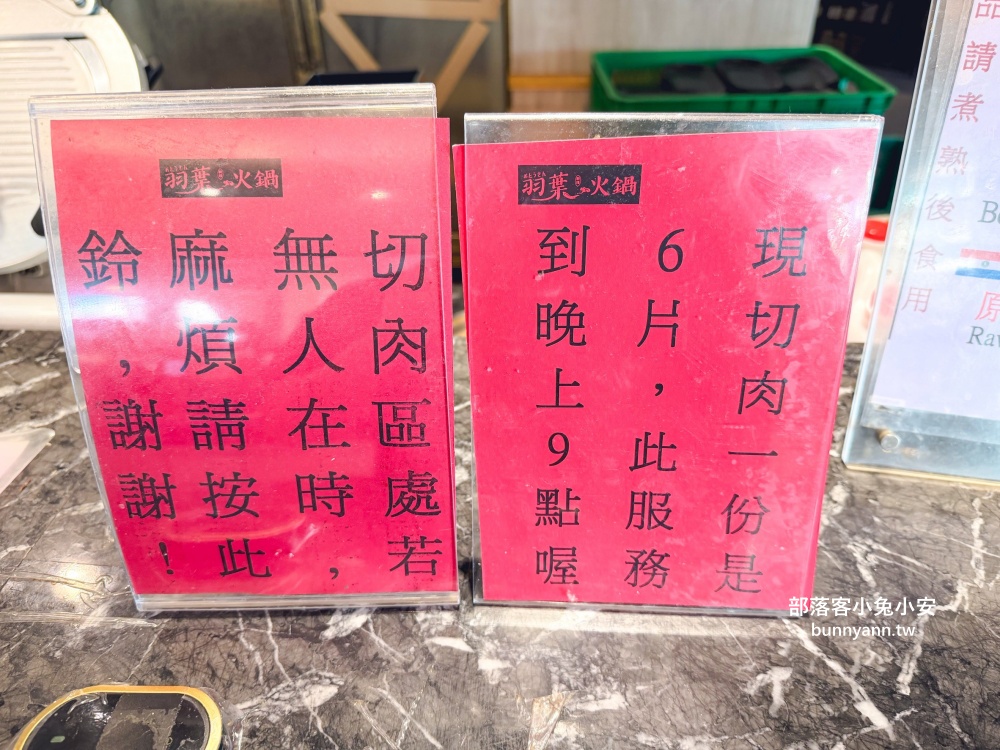 羽葉火鍋
切肉區處若
無人在時，
麻煩請按此
鈴，謝謝！
羽葉火鍋
現切肉一份是
6片，此服務
到晚上9點喔
品請煮熟
後食用
原
部落客小兔小安
bunnyann.tw